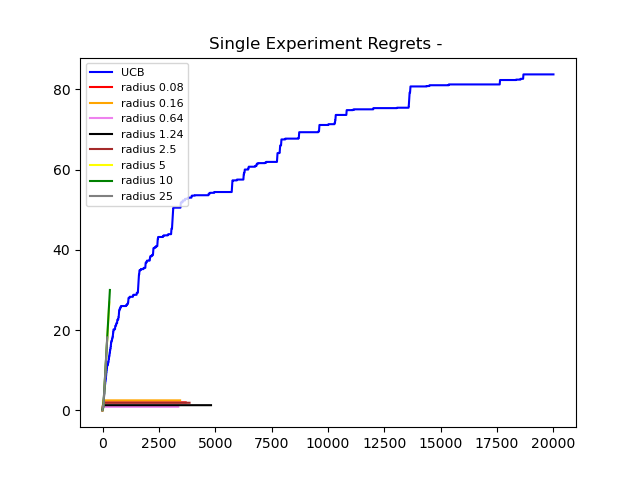 Single Experiment Regrets -
UCB
radius 0.08
radius 0.16
radius 0.64
radius 1.24
radius 2.5
radius 5
radius 10
radius 25
80
60
40
20
0
0 2500 5000 7500 10000 12500 15000 17500 20000